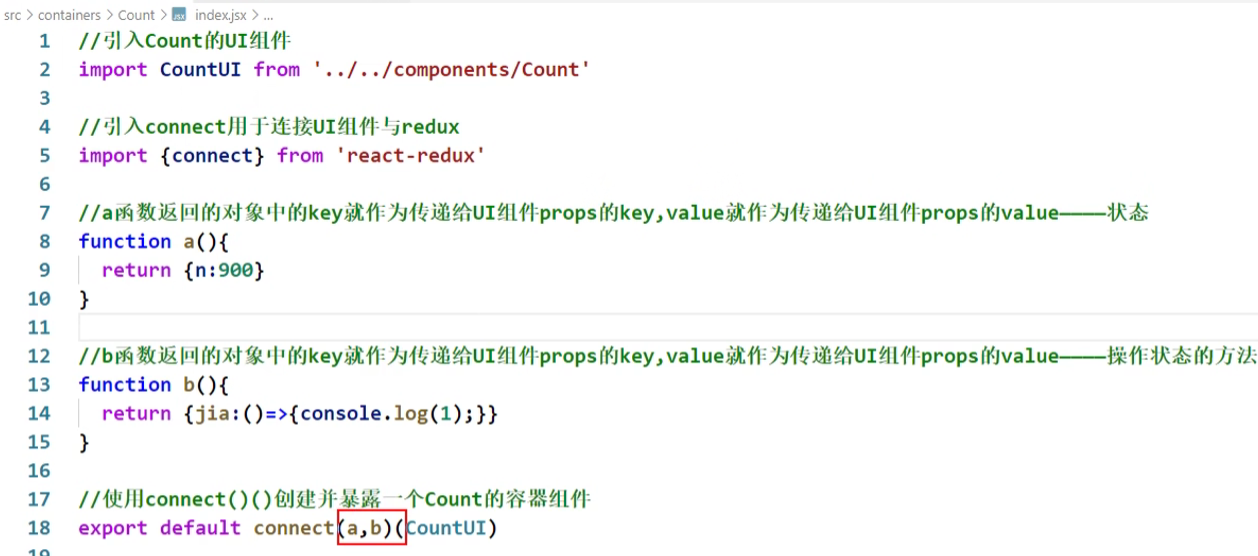 src > containers > Count > JSX index.jsx > ...
1 //引入Count的UI组件
2 import CountUI from '../../components/Count'
3
4 //引入connect用于连接UI组件与redux
5 import {connect} from 'react-redux'
6
7 //a函数返回的对象中的key就作为传递给UI组件props的key,value就作为传递给UI组件props的value————状态
8 function a(){
9   return {n:900}
10 }
11
12 //b函数返回的对象中的key就作为传递给UI组件props的key,value就作为传递给UI组件props的value————操作状态的方法
13 function b(){
14   return {jia:()=>{console.log(1);}}
15 }
16
17 //使用connect()()创建并暴露一个Count的容器组件
18 export default connect(a,b)(CountUI)
19